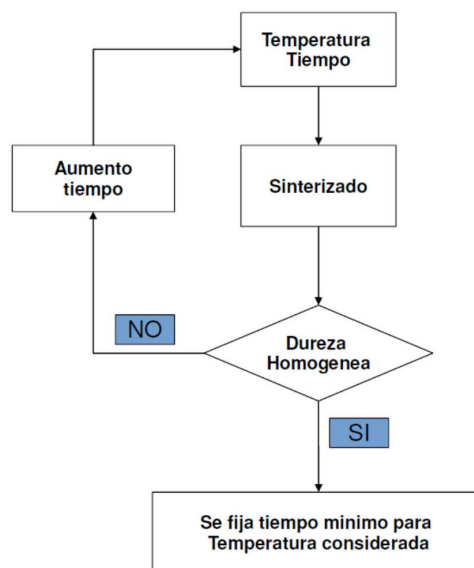 Temperatura
Tiempo
Aumento
tiempo
Sinterizado
NO
Dureza
Homogenea
SI
Se fija tiempo minimo para
Temperatura considerada